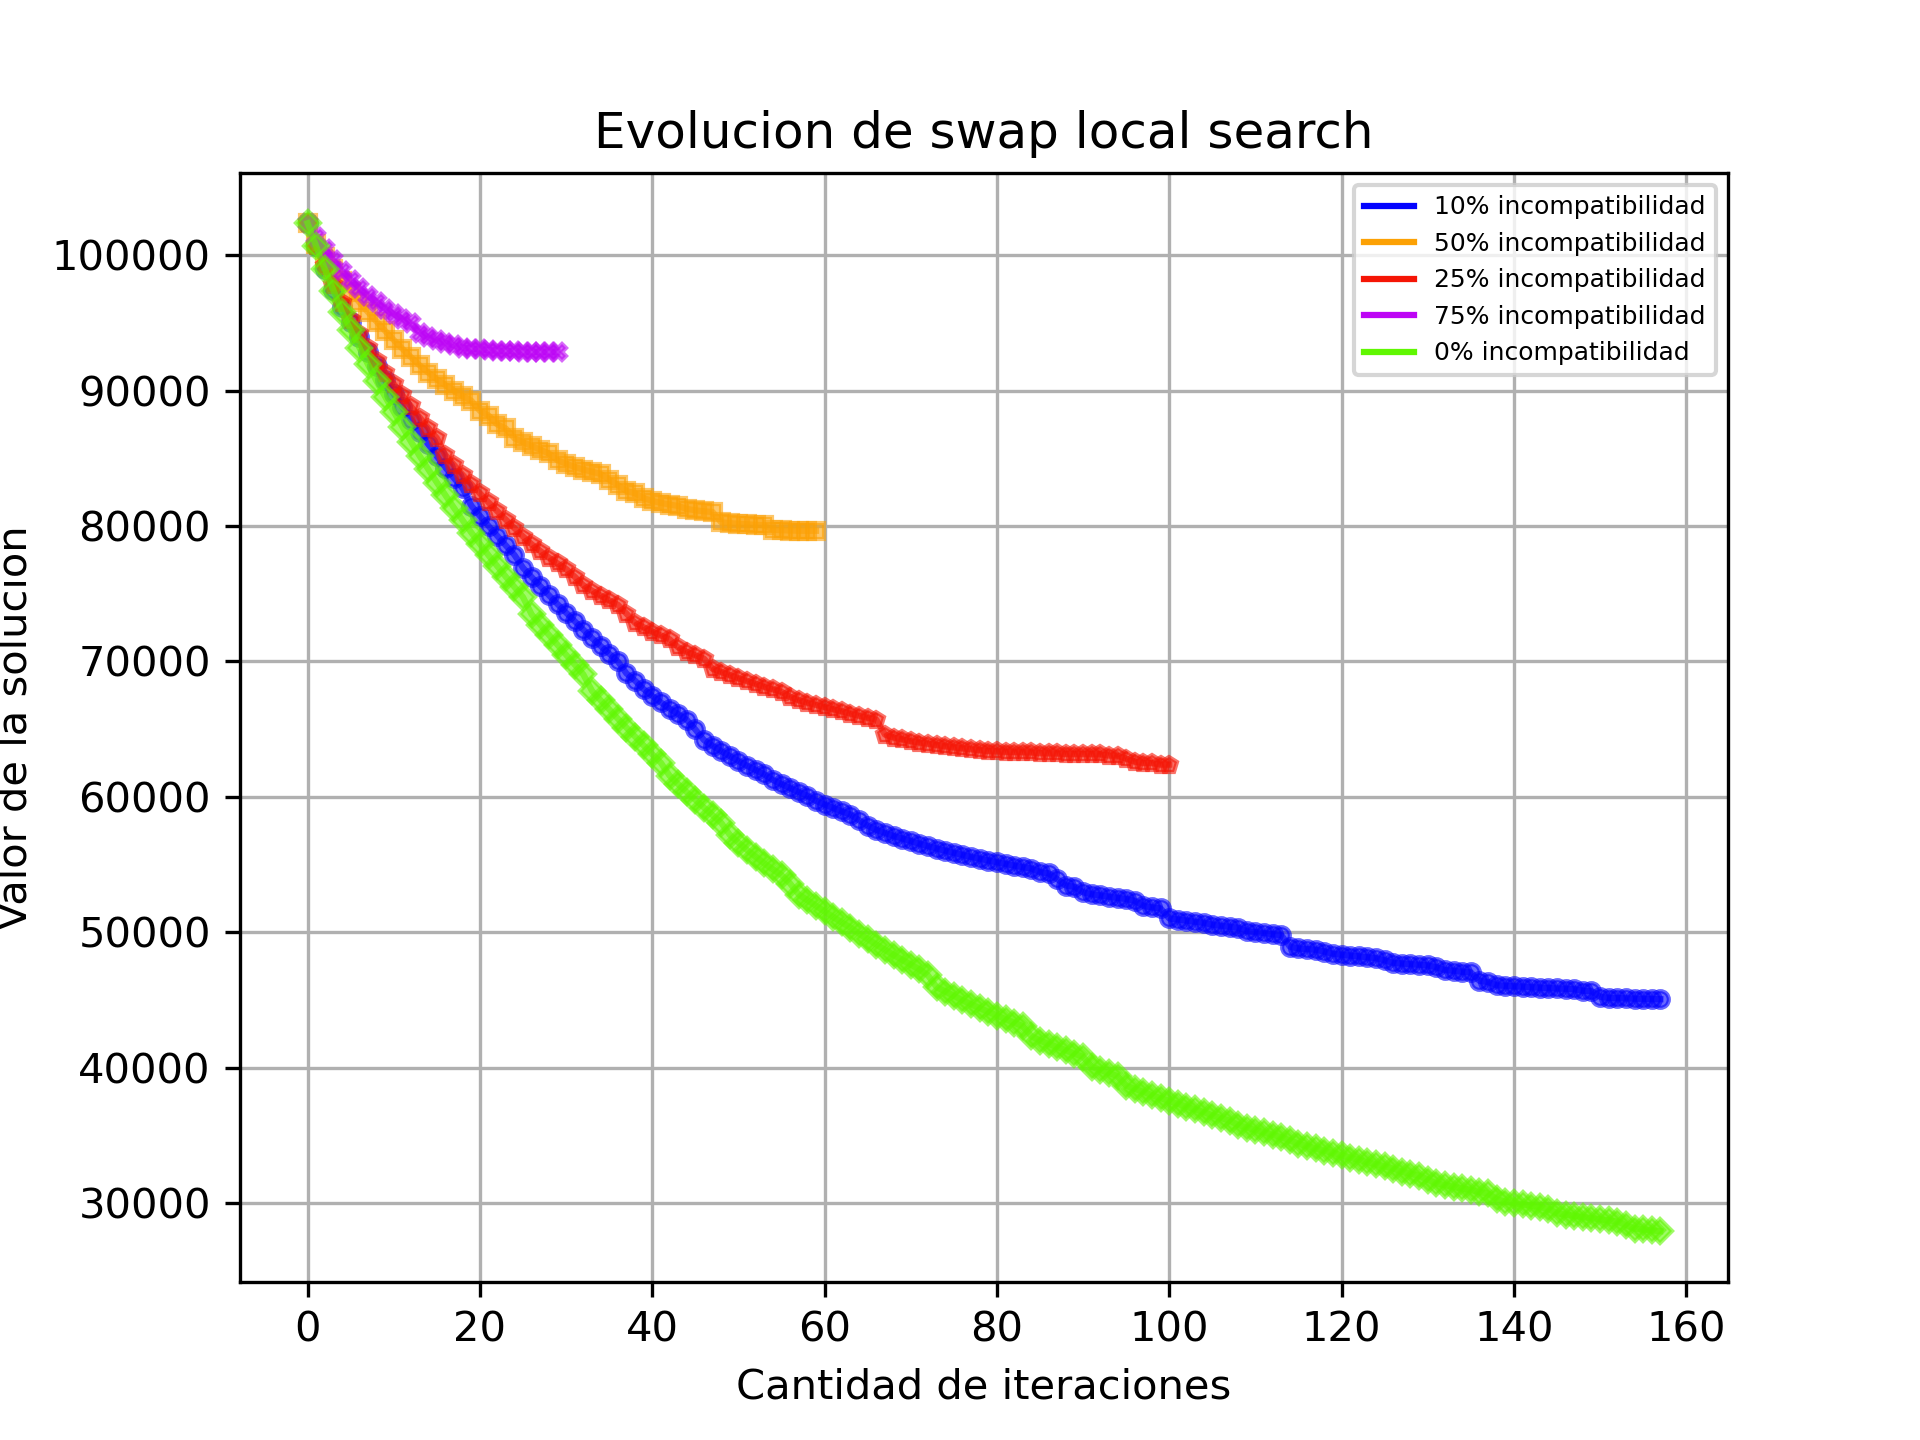 Evolucion de swap local search
10% incompatibilidad
50% incompatibilidad
25% incompatibilidad
75% incompatibilidad
0% incompatibilidad
Valor de la solucion
100000
90000
80000
70000
60000
50000
40000
30000
0 20 40 60 80 100 120 140 160
Cantidad de iteraciones